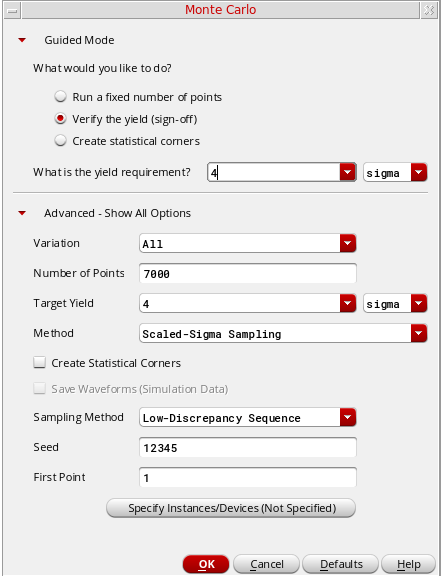 Monte Carlo
Guided Mode
What would you like to do?
Run a fixed number of points
Verify the yield (sign-off)
Create statistical corners
What is the yield requirement? 4 sigma
Advanced - Show All Options
Variation All
Number of Points 7000
Target Yield 4 sigma
Method Scaled-Sigma Sampling
Create Statistical Corners
Save Waveforms (Simulation Data)
Sampling Method Low-Discrepancy Sequence
Seed 12345
First Point 1
Specify Instances/Devices (Not Specified)
OK Cancel Defaults Help